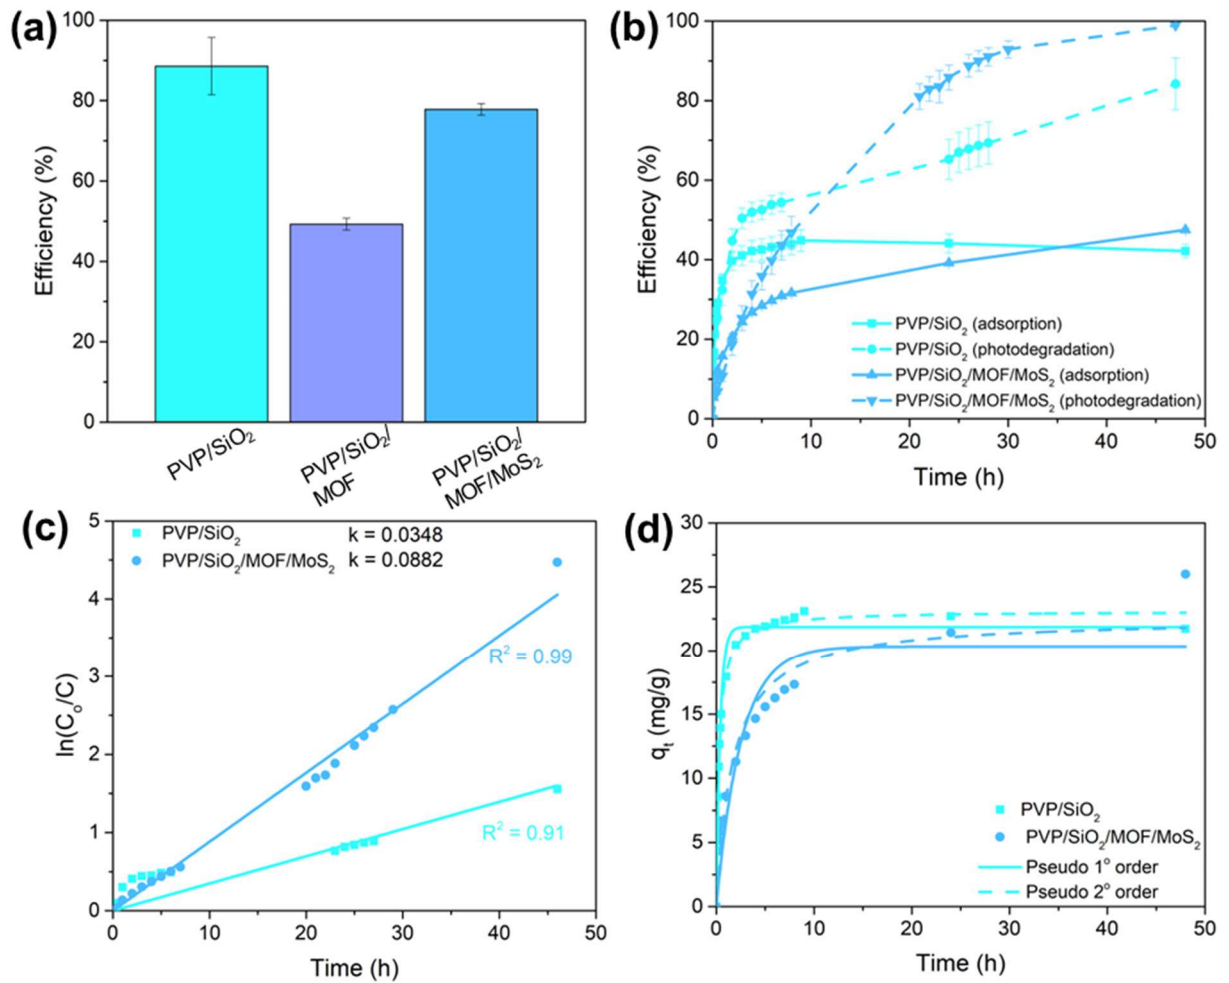 (a)
100
80
60
40
20
0
Efficiency (%)
PVP/SiO₂
PVP/SiO₂/
MOF
PVP/SiO₂/
MOF/MoS₂
(b)
100
80
60
40
20
0
Efficiency (%)
PVP/SiO₂ (adsorption)
PVP/SiO₂ (photodegradation)
PVP/SiO₂/MOF/MoS₂ (adsorption)
PVP/SiO₂/MOF/MoS₂ (photodegradation)
0 10 20 30 40 50
Time (h)
(c)
5
4
3
2
1
0
ln(Cₒ/C)
PVP/SiO₂ k = 0.0348
PVP/SiO₂/MOF/MoS₂ k = 0.0882
R² = 0.99
R² = 0.91
0 10 20 30 40 50
Time (h)
(d)
30
25
20
15
10
5
0
qₜ (mg/g)
PVP/SiO₂
PVP/SiO₂/MOF/MoS₂
Pseudo 1° order
Pseudo 2° order
0 10 20 30 40 50
Time (h)